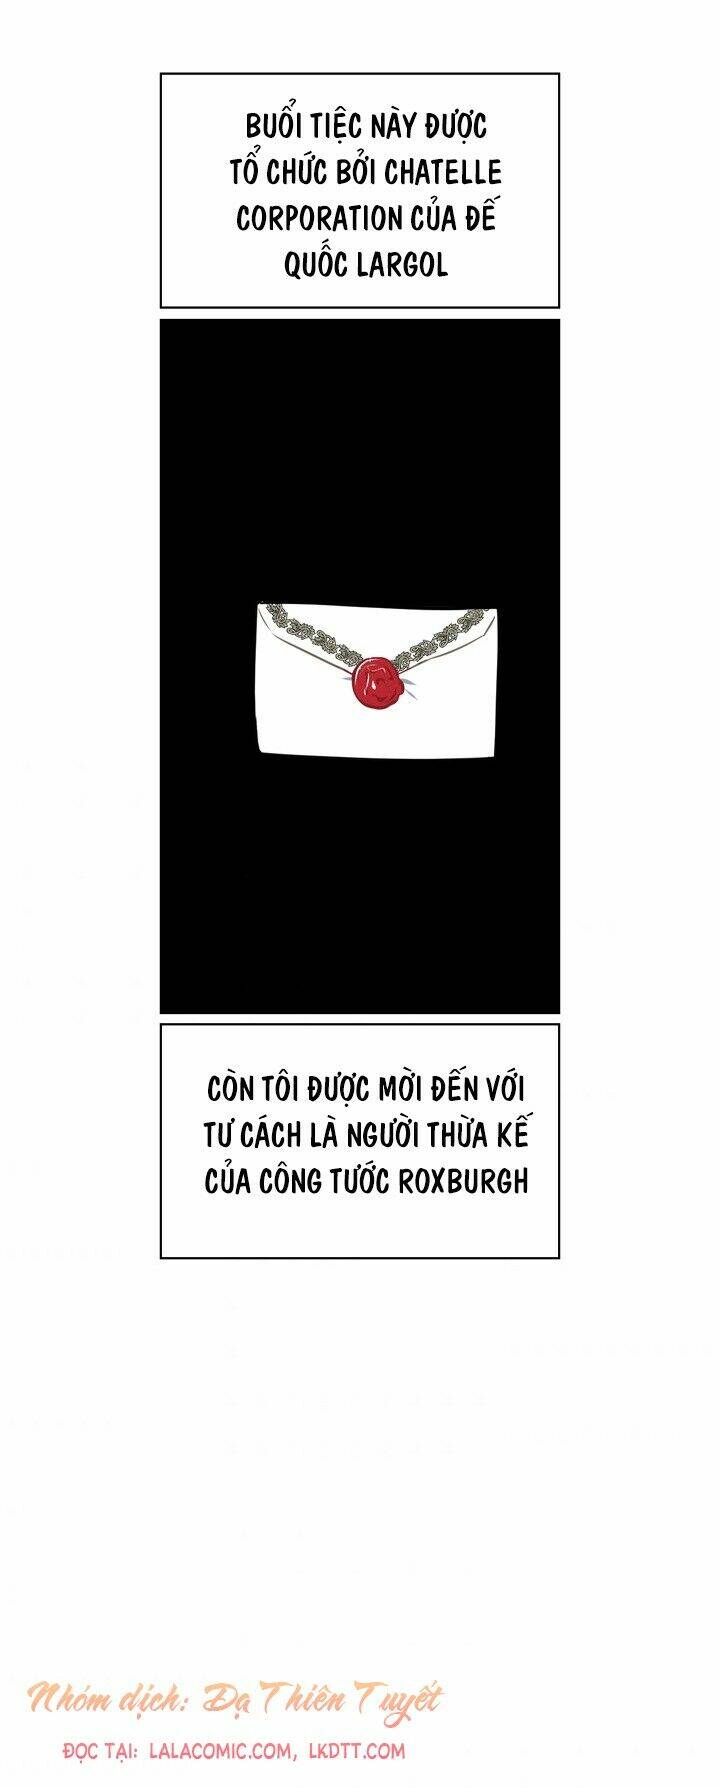 BUỔI TIỆC NÀY ĐƯỢC
TỔ CHỨC BỞI CHATELLE
CORPORATION CỦA ĐẾ
QUỐC LARGOL
CÒN TÔI ĐƯỢC MỜI ĐẾN VỚI
TƯ CÁCH LÀ NGƯỜI THỪA KẾ
CỦA CÔNG TƯỚC ROXBURGH
Nhóm dịch: Dạ Thiên Tuyết
ĐỌC TẠI: LALACOMIC.COM, LKDTT.COM